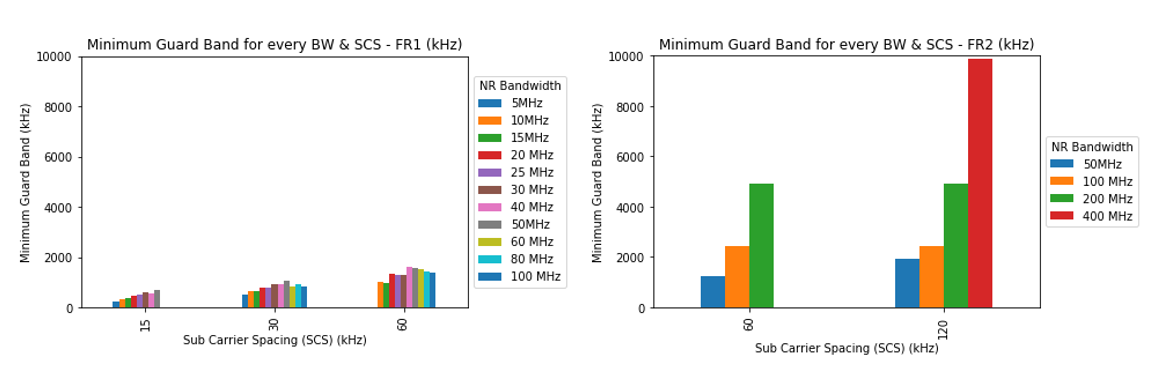 Minimum Guard Band for every BW & SCS - FR1 (kHz)
Minimum Guard Band (kHz)
10000
8000
6000
4000
2000
0
15
30
60
Sub Carrier Spacing (SCS) (kHz)
NR Bandwidth
5MHz
10MHz
15MHz
20 MHz
25 MHz
30 MHz
40 MHz
50MHz
60 MHz
80 MHz
100 MHz
Minimum Guard Band for every BW & SCS - FR2 (kHz)
Minimum Guard Band (kHz)
10000
8000
6000
4000
2000
0
60
120
Sub Carrier Spacing (SCS) (kHz)
NR Bandwidth
50MHz
100 MHz
200 MHz
400 MHz